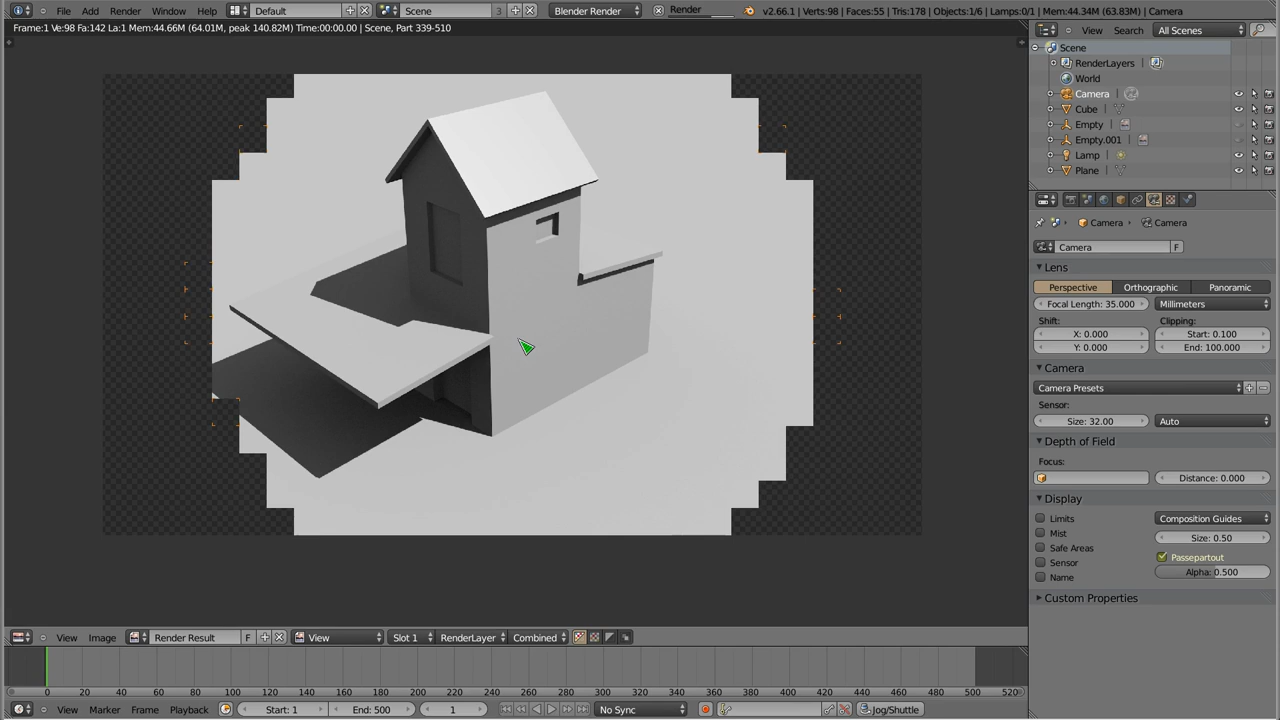 File Add Render Window Help Default Scene 3 Blender Render Render v2.66.1 | Verts:98 | Faces:55 | Tris:178 | Objects:1/6 | Lamps:0/1 | Mem:44.34M (63.83M) | Camera
Frame:1 Ve:98 Fa:142 La:1 Mem:44.66M (64.01M, peak 140.82M) Time:00:00.00 | Scene, Part 339-510
View Search All Scenes
Scene
RenderLayers
World
Camera
Cube
Empty
Empty.001
Lamp
Plane
Camera Camera
Camera F
Lens
Perspective Orthographic Panoramic
Focal Length: 35.000 Millimeters
Shift: Clipping:
X: 0.000 Start: 0.100
Y: 0.000 End: 100.000
Camera
Camera Presets
Sensor:
Size: 32.00 Auto
Depth of Field
Focus:
Distance: 0.000
Display
Limits Composition Guides
Mist Size: 0.50
Safe Areas Passepartout
Sensor Alpha: 0.500
Name
Custom Properties
View Image Render Result F View Slot 1 RenderLayer Combined
0 20 40 60 80 100 120 140 160 180 200 220 240 260 280 300 320 340 360 380 400 420 440 460 480 500 520
View Marker Frame Playback Start: 1 End: 500 1 No Sync Jog/Shuttle